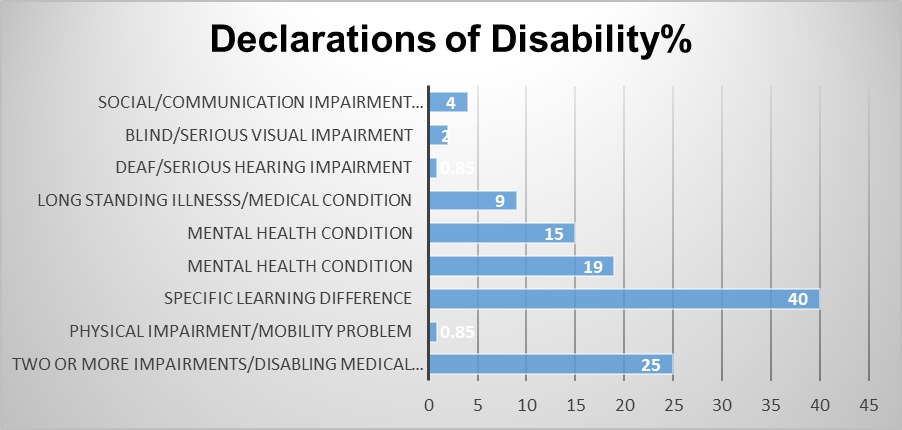 Declarations of Disability%
SOCIAL/COMMUNICATION IMPAIRMENT... 4
BLIND/SERIOUS VISUAL IMPAIRMENT 2
DEAF/SERIOUS HEARING IMPAIRMENT 0.85
LONG STANDING ILLNESSS/MEDICAL CONDITION 9
MENTAL HEALTH CONDITION 15
MENTAL HEALTH CONDITION 19
SPECIFIC LEARNING DIFFERENCE 40
PHYSICAL IMPAIRMENT/MOBILITY PROBLEM 0.85
TWO OR MORE IMPAIRMENTS/DISABLING MEDICAL... 25
0 5 10 15 20 25 30 35 40 45